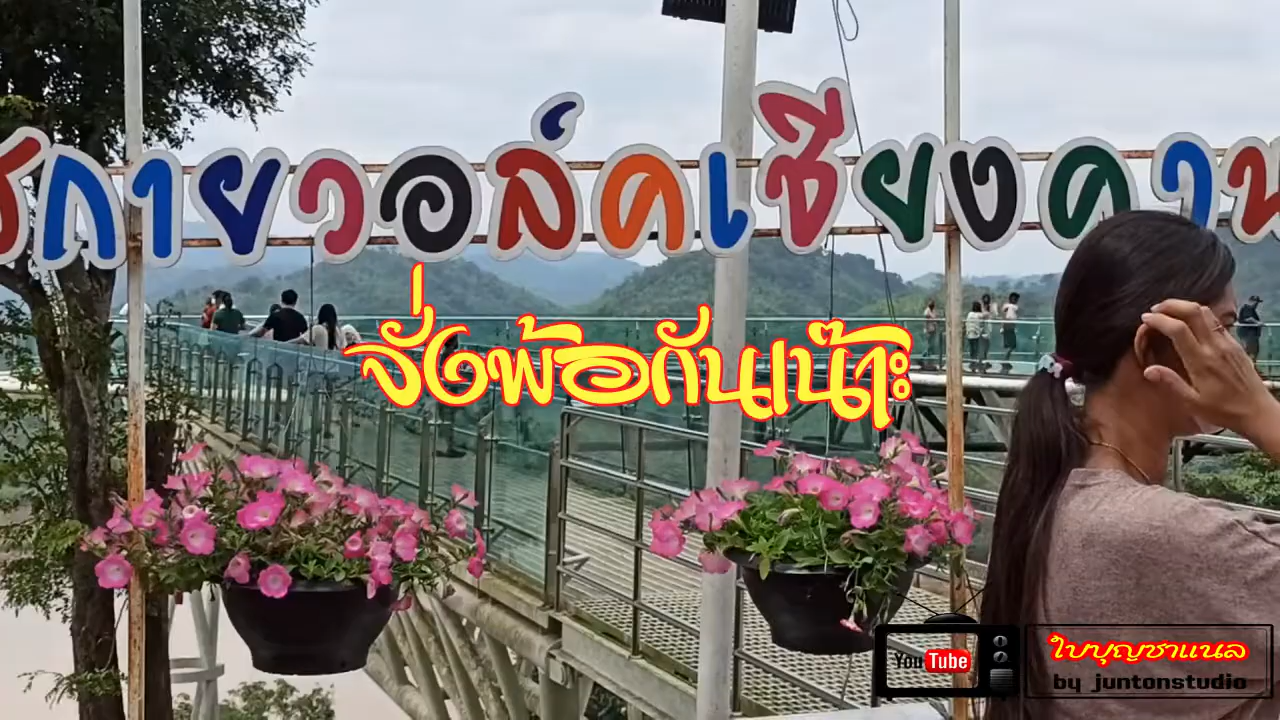 สกายวอล์คเชียงคาน
จั่งพ้อกันเน๊าะ
YouTube
ใบบุญชาแนล
by juntonstudio